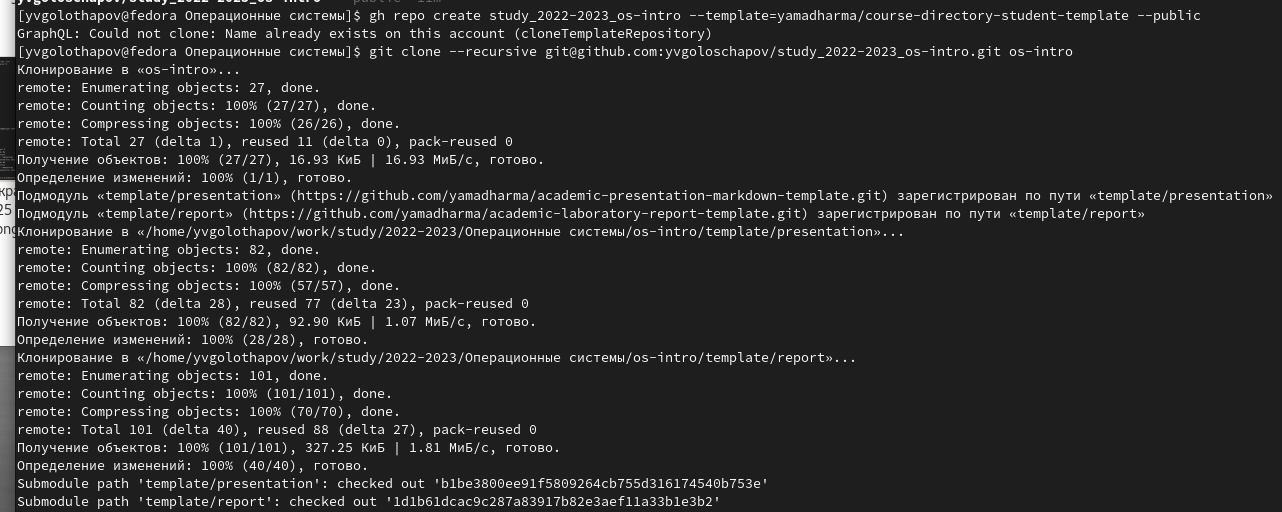 [yvgolothapov@fedora Операционные системы]$ gh repo create study_2022-2023_os-intro --template=yamadharma/course-directory-student-template --public
GraphQL: Could not clone: Name already exists on this account (cloneTemplateRepository)
[yvgolothapov@fedora Операционные системы]$ git clone --recursive git@github.com:yvgoloschapov/study_2022-2023_os-intro.git os-intro
Клонирование в «os-intro»...
remote: Enumerating objects: 27, done.
remote: Counting objects: 100% (27/27), done.
remote: Compressing objects: 100% (26/26), done.
remote: Total 27 (delta 1), reused 11 (delta 0), pack-reused 0
Получение объектов: 100% (27/27), 16.93 КиБ | 16.93 МиБ/с, готово.
Определение изменений: 100% (1/1), готово.
Подмодуль «template/presentation» (https://github.com/yamadharma/academic-presentation-markdown-template.git) зарегистрирован по пути «template/presentation»
Подмодуль «template/report» (https://github.com/yamadharma/academic-laboratory-report-template.git) зарегистрирован по пути «template/report»
Клонирование в «/home/yvgolothapov/work/study/2022-2023/Операционные системы/os-intro/template/presentation»...
remote: Enumerating objects: 82, done.
remote: Counting objects: 100% (82/82), done.
remote: Compressing objects: 100% (57/57), done.
remote: Total 82 (delta 28), reused 77 (delta 23), pack-reused 0
Получение объектов: 100% (82/82), 92.90 КиБ | 1.07 МиБ/с, готово.
Определение изменений: 100% (28/28), готово.
Клонирование в «/home/yvgolothapov/work/study/2022-2023/Операционные системы/os-intro/template/report»...
remote: Enumerating objects: 101, done.
remote: Counting objects: 100% (101/101), done.
remote: Compressing objects: 100% (70/70), done.
remote: Total 101 (delta 40), reused 88 (delta 27), pack-reused 0
Получение объектов: 100% (101/101), 327.25 КиБ | 1.81 МиБ/с, готово.
Определение изменений: 100% (40/40), готово.
Submodule path 'template/presentation': checked out 'b1be3800ee91f5809264cb755d316174540b753e'
Submodule path 'template/report': checked out '1d1b61dcac9c287a83917b82e3aef11a33b1e3b2'